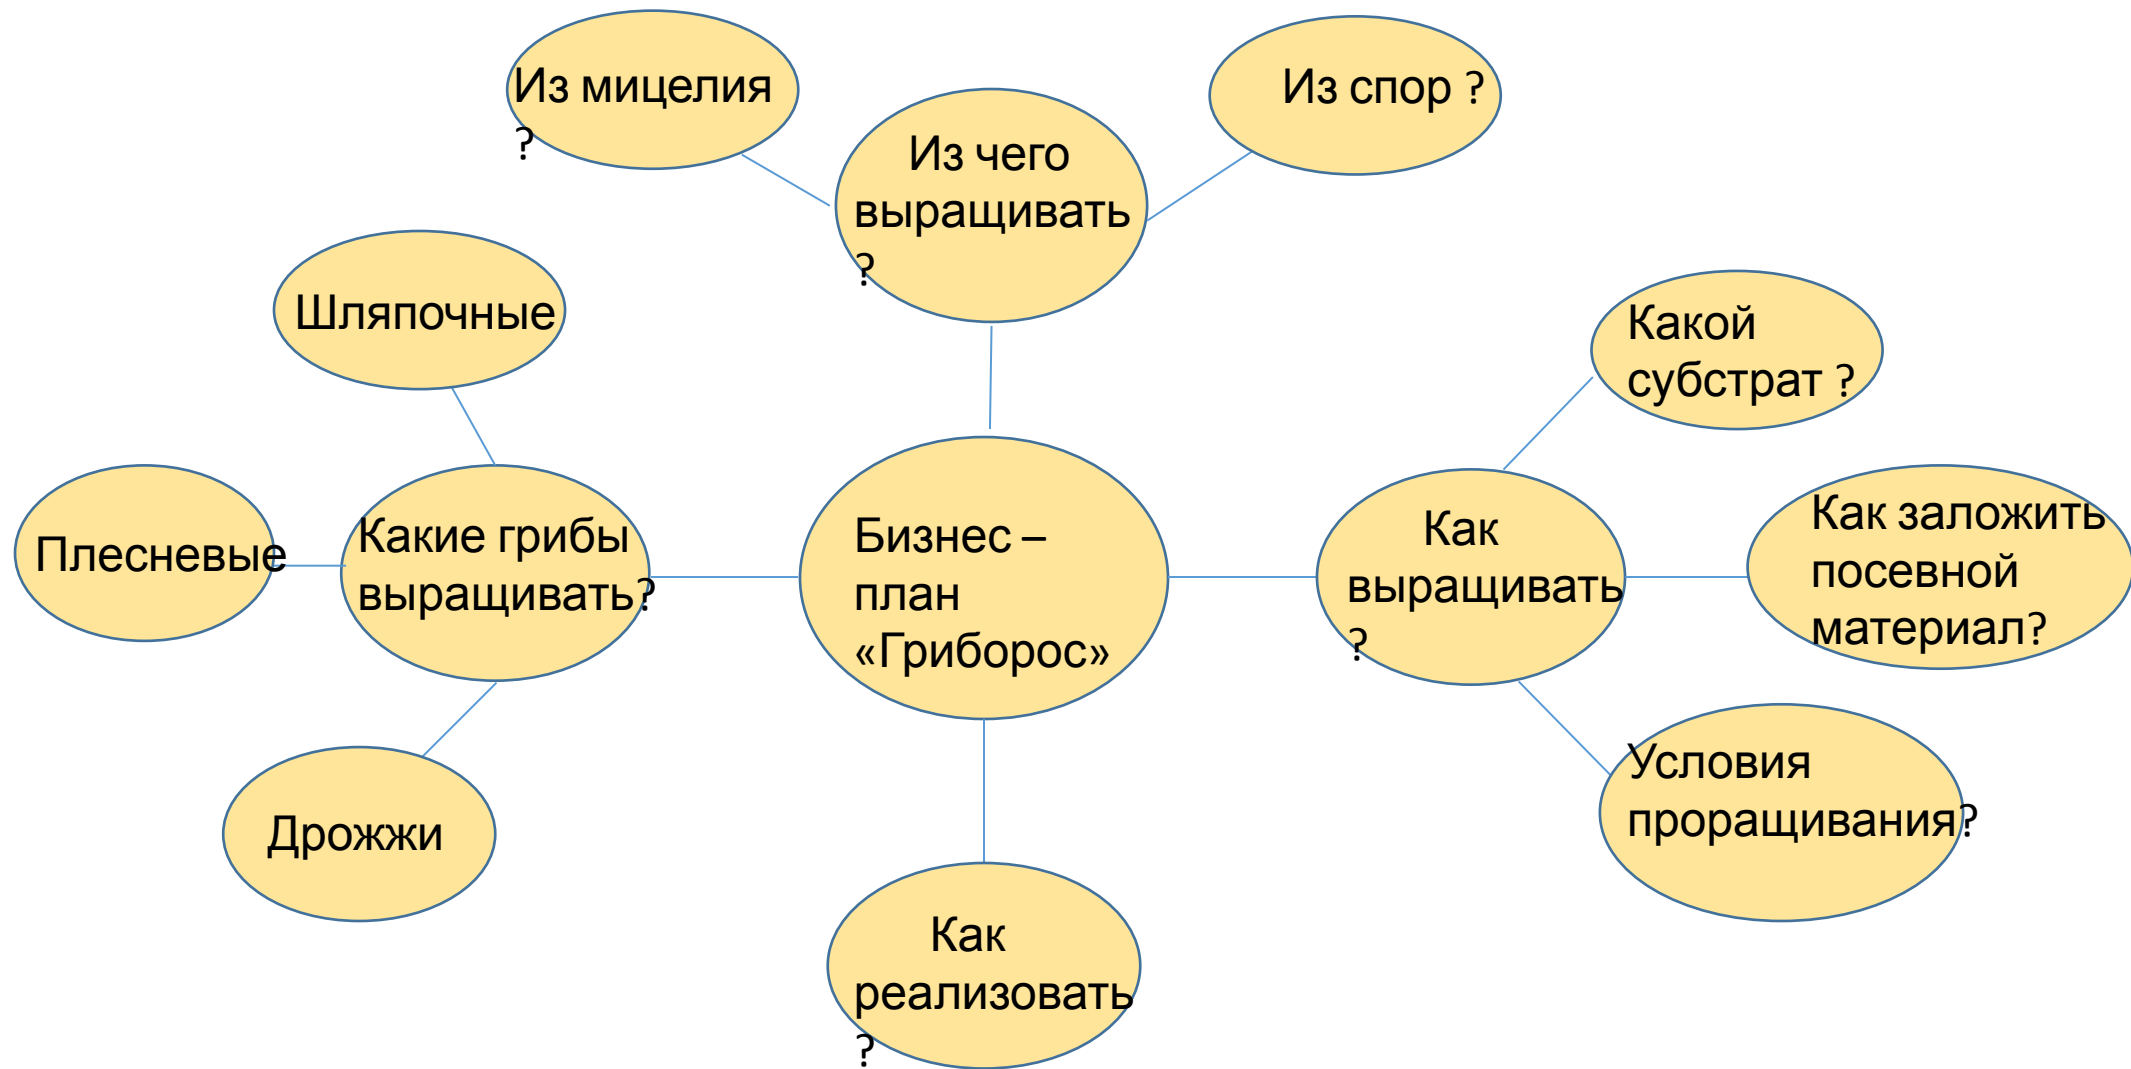 Из мицелия
?
Из спор ?
Из чего
выращивать
?
Шляпочные
Какой
субстрат ?
Плесневые
Какие грибы
выращивать?
Бизнес –
план
«Гриборос»
Как
выращивать
?
Как заложить
посевной
материал?
Условия
проращивания?
Дрожжи
Как
реализовать
?